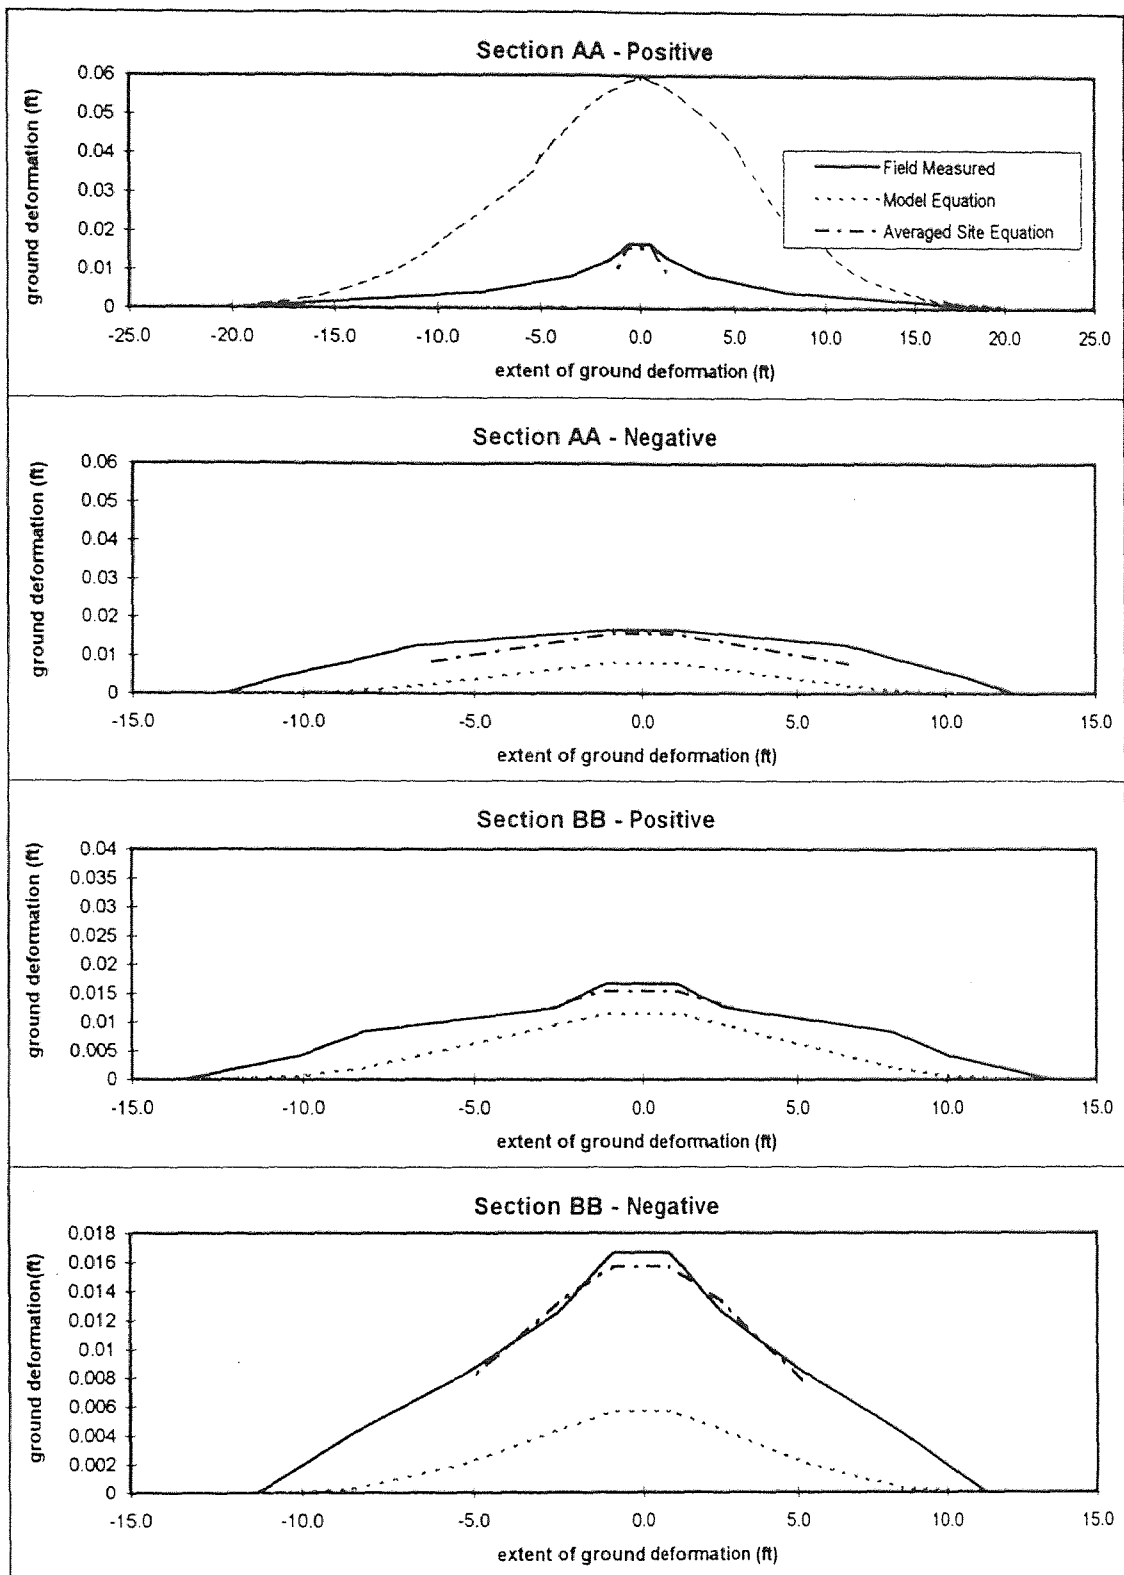 Section AA - Positive
ground deformation (ft)
0.06
0.05
0.04
0.03
0.02
0.01
0
Field Measured
Model Equation
Averaged Site Equation
-25.0 -20.0 -15.0 -10.0 -5.0 0.0 5.0 10.0 15.0 20.0 25.0
extent of ground deformation (ft)
Section AA - Negative
ground deformation (ft)
0.06
0.05
0.04
0.03
0.02
0.01
0
-15.0 -10.0 -5.0 0.0 5.0 10.0 15.0
extent of ground deformation (ft)
Section BB - Positive
ground deformation (ft)
0.04
0.035
0.03
0.025
0.02
0.015
0.01
0.005
0
-15.0 -10.0 -5.0 0.0 5.0 10.0 15.0
extent of ground deformation (ft)
Section BB - Negative
ground deformation(ft)
0.018
0.016
0.014
0.012
0.01
0.008
0.006
0.004
0.002
0
-15.0 -10.0 -5.0 0.0 5.0 10.0 15.0
extent of ground deformation (ft)